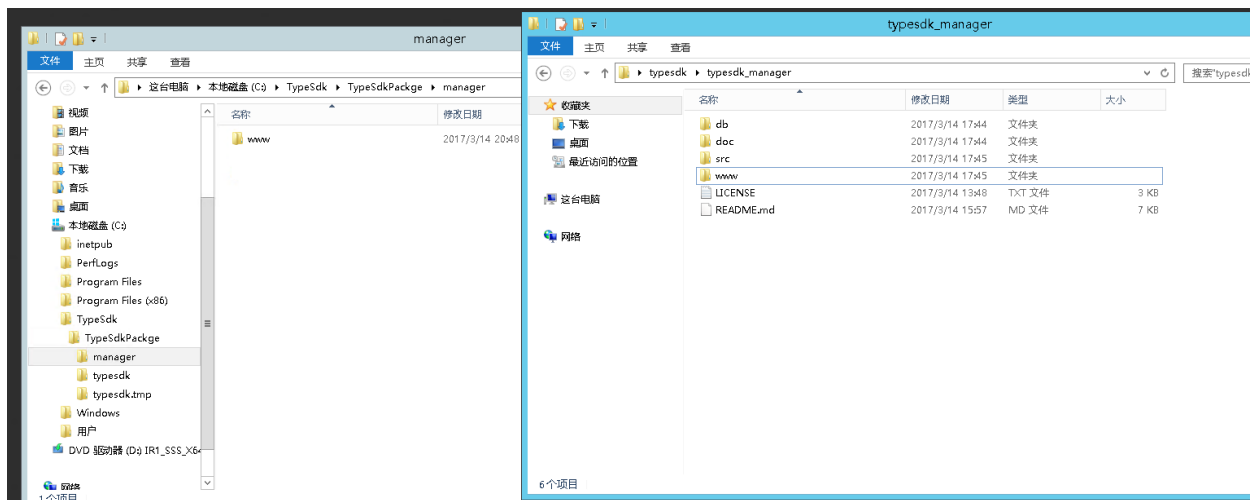 manager
文件 主页 共享 查看
这台电脑 本地磁盘 (C:) TypeSdk TypeSdkPackge manager
视频
图片
文档
下载
音乐
桌面
本地磁盘 (C:)
inetpub
PerfLogs
Program Files
Program Files (x86)
TypeSdk
TypeSdkPackge
manager
typesdk
typesdk.tmp
Windows
用户
DVD 驱动器 (D:) IR1_SSS_X64
网络
1 个项目
名称 修改日期
www 2017/3/14 20:48
typesdk_manager
文件 主页 共享 查看
typesdk typesdk_manager 搜索"typesdk
收藏夹
下载
桌面
最近访问的位置
这台电脑
网络
名称 修改日期 类型 大小
db 2017/3/14 17:44 文件夹
doc 2017/3/14 17:44 文件夹
src 2017/3/14 17:45 文件夹
www 2017/3/14 17:45 文件夹
LICENSE 2017/3/14 13:48 TXT 文件 3 KB
README.md 2017/3/14 15:57 MD 文件 7 KB
6 个项目